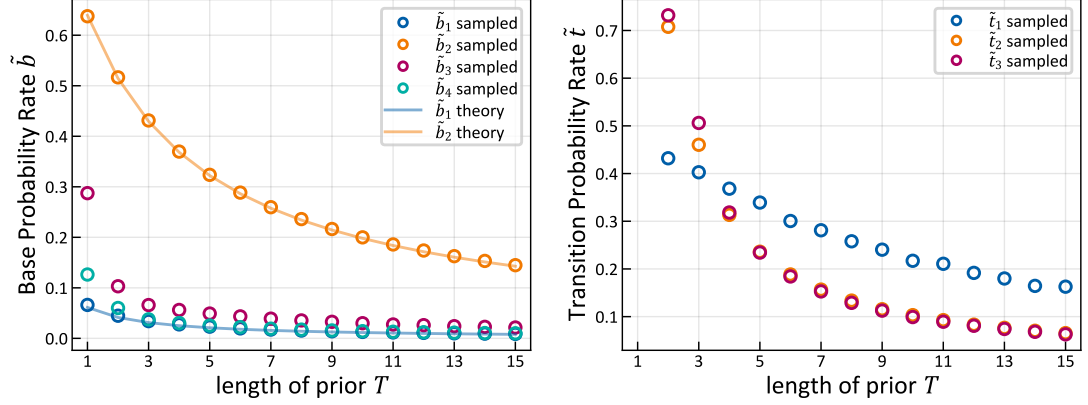 Base Probability Rate b̃
0.6
0.5
0.4
0.3
0.2
0.1
0.0
1 3 5 7 9 11 13 15
length of prior T
b̃₁ sampled
b̃₂ sampled
b̃₃ sampled
b̃₄ sampled
b̃₁ theory
b̃₂ theory
Transition Probability Rate t̃
0.7
0.6
0.5
0.4
0.3
0.2
0.1
1 3 5 7 9 11 13 15
length of prior T
t̃₁ sampled
t̃₂ sampled
t̃₃ sampled